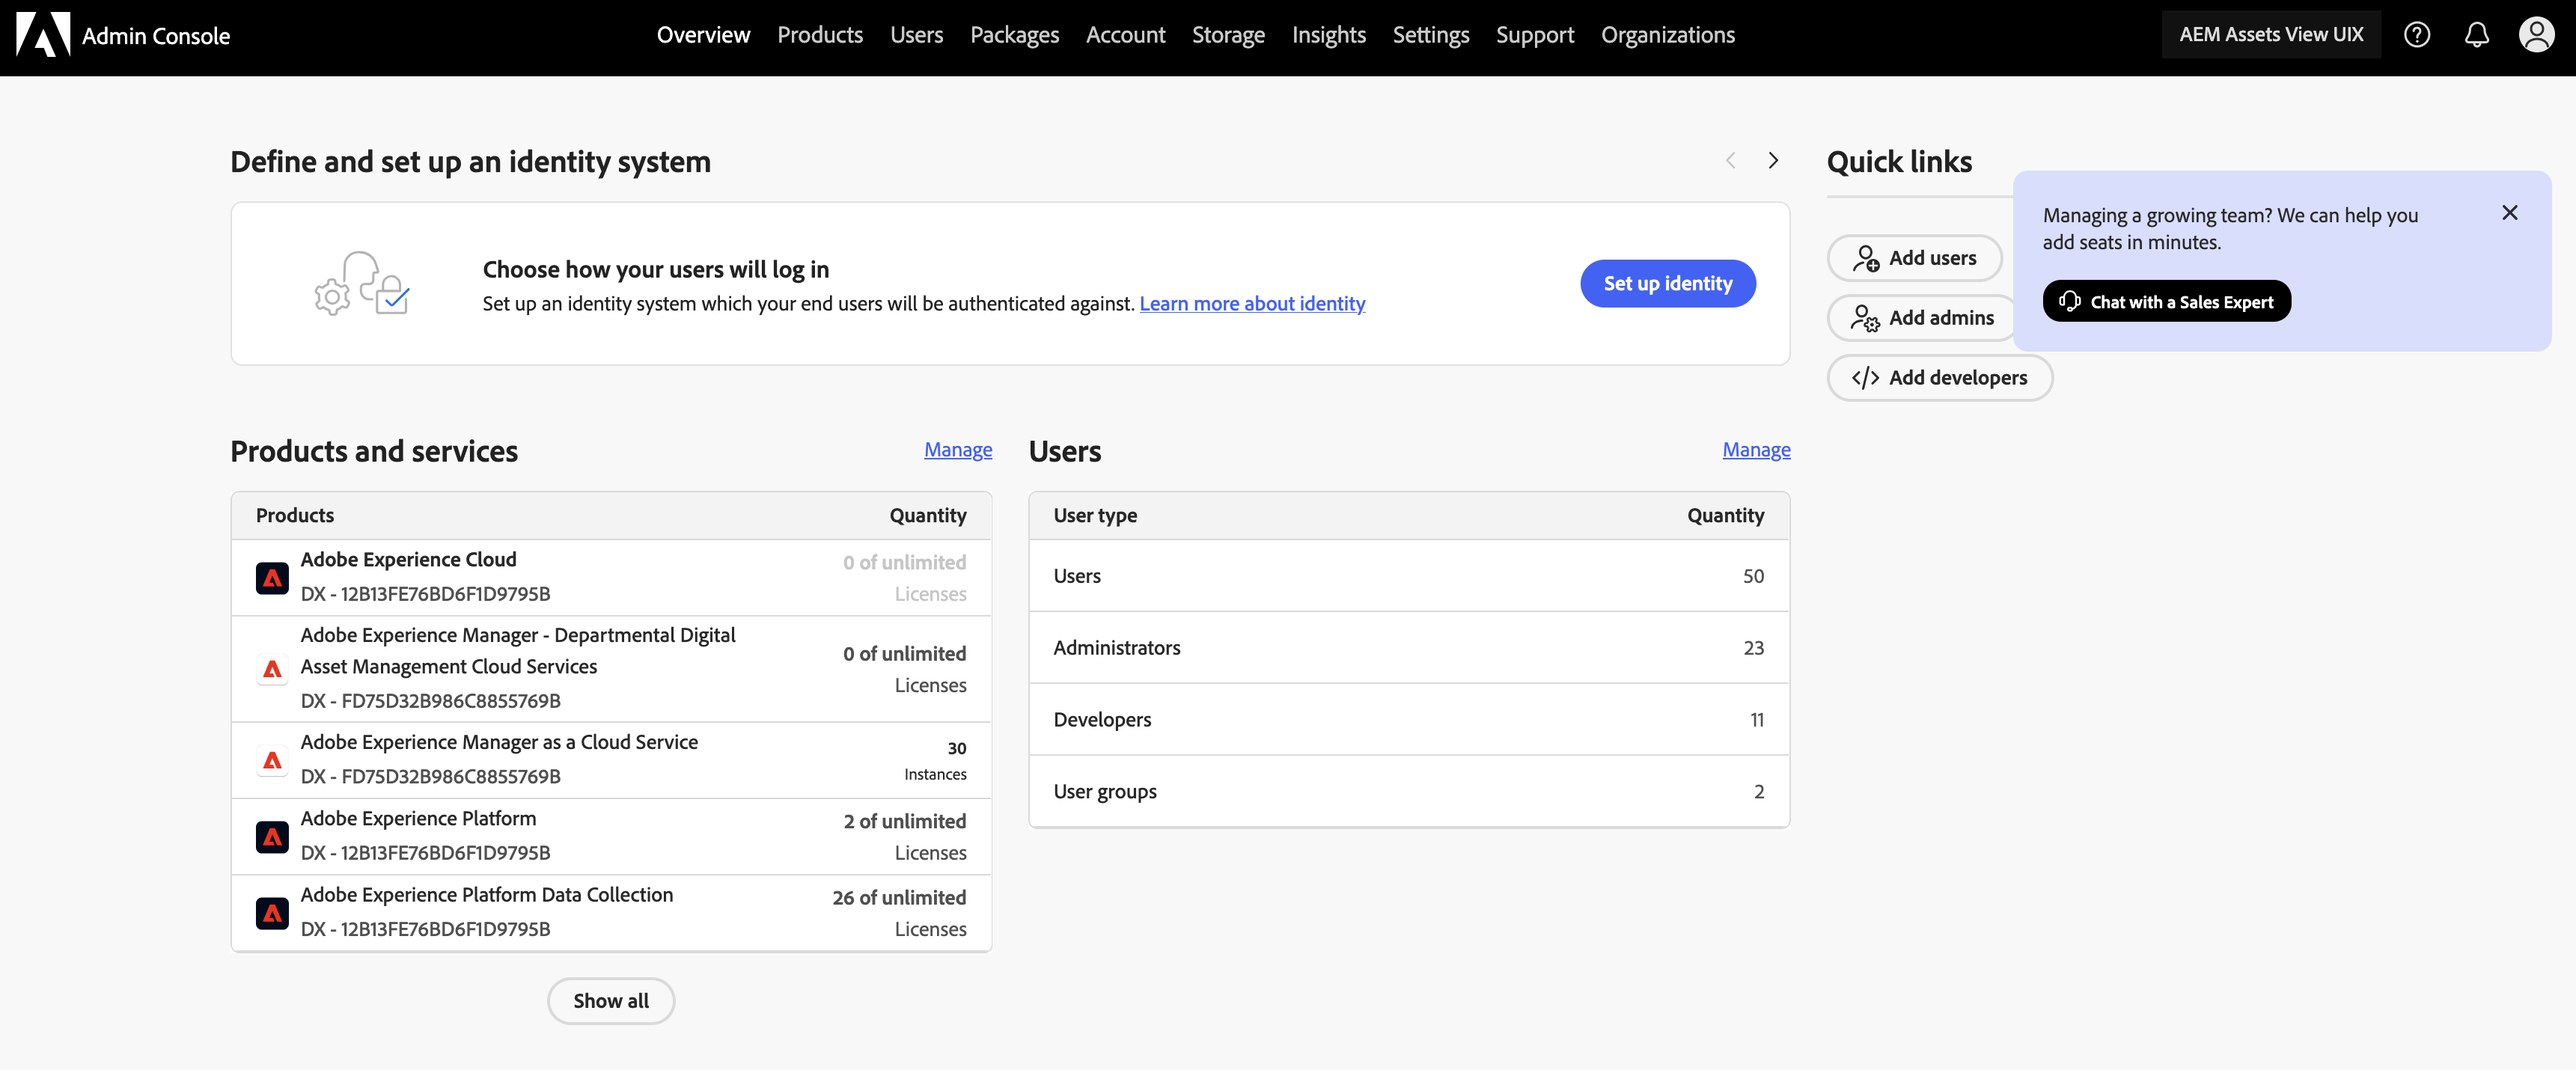 Admin Console
Overview Products Users Packages Account Storage Insights Settings Support Organizations
AEM Assets View UIX
Define and set up an identity system
Choose how your users will log in
Set up an identity system which your end users will be authenticated against. Learn more about identity
Set up identity
Quick links
Add users
Add admins
Add developers
Managing a growing team? We can help you
add seats in minutes.
Chat with a Sales Expert
Products and services
Manage
Products Quantity
Adobe Experience Cloud
DX - 12B13FE76BD6F1D9795B
0 of unlimited
Licenses
Adobe Experience Manager - Departmental Digital
Asset Management Cloud Services
DX - FD75D32B986C8855769B
0 of unlimited
Licenses
Adobe Experience Manager as a Cloud Service
DX - FD75D32B986C8855769B
30
Instances
Adobe Experience Platform
DX - 12B13FE76BD6F1D9795B
2 of unlimited
Licenses
Adobe Experience Platform Data Collection
DX - 12B13FE76BD6F1D9795B
26 of unlimited
Licenses
Show all
Users
Manage
User type Quantity
Users 50
Administrators 23
Developers 11
User groups 2